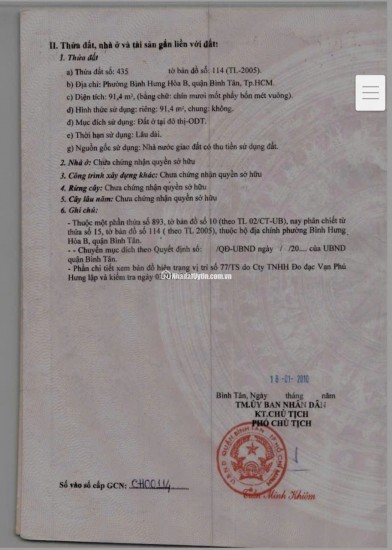 II. Thửa đất, nhà ở và tài sản gắn liền với đất:
1. Thửa đất
a) Thửa đất số: 435 tờ bản đồ số: 114 (TL-2005).
b) Địa chỉ: Phường Bình Hưng Hòa B, quận Bình Tân, Tp.HCM.
c) Diện tích: 91,4 m², (bằng chữ: chín mươi mốt phẩy bốn mét vuông).
d) Hình thức sử dụng: riêng: 91,4 m², chung: không.
đ) Mục đích sử dụng: Đất ở tại đô thị-ODT.
e) Thời hạn sử dụng: Lâu dài.
g) Nguồn gốc sử dụng: Nhà nước giao đất có thu tiền sử dụng đất.
2. Nhà ở: Chưa chứng nhận quyền sở hữu
3. Công trình xây dựng khác: Chưa chứng nhận quyền sở hữu
4. Rừng cây: Chưa chứng nhận quyền sở hữu
5. Cây lâu năm: Chưa chứng nhận quyền sở hữu
6. Ghi chú:
- Thuộc một phần thửa số 893, tờ bản đồ số 10 (theo TL 02/CT-UB), nay phân chiết từ
thửa số 15, tờ bản đồ số 114 ( theo TL 2005), thuộc bộ địa chính phường Bình Hưng
Hòa B, quận Bình Tân.
- Chuyển mục đích theo Quyết định số: /QĐ-UBND ngày / /20.... của UBND
quận Bình Tân.
- Phần chi tiết xem bản đồ hiện trạng vị trí số 77/TS do Cty TNHH Đo đạc Vạn Phú
Hưng lập và kiểm tra ngày
18-01-2010
Bình Tân, Ngày tháng năm
TM.ỦY BAN NHÂN DÂN
KT.CHỦ TỊCH
PHÓ CHỦ TỊCH
Trần Minh Khiêm
Số vào sổ cấp GCN: CH00114